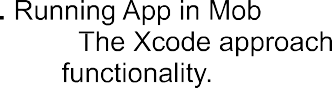 . Running App in Mob
The Xcode approach
functionality.